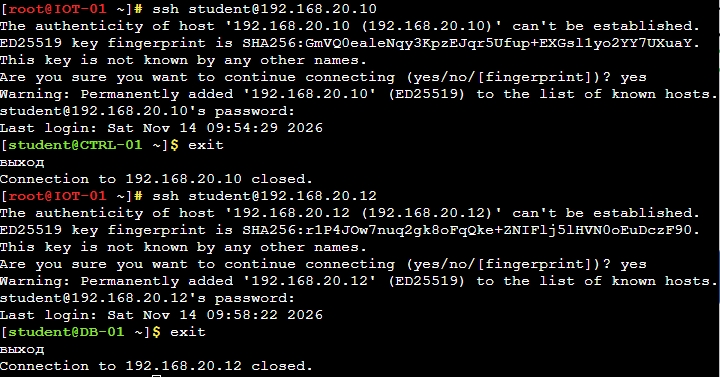 [root@IOT-01 ~]# ssh student@192.168.20.10
The authenticity of host '192.168.20.10 (192.168.20.10)' can't be established.
ED25519 key fingerprint is SHA256:GmVQ0ealeNqy3KpzEJqr5Ufup+EXGsl1yo2YY7UXuaY.
This key is not known by any other names.
Are you sure you want to continue connecting (yes/no/[fingerprint])? yes
Warning: Permanently added '192.168.20.10' (ED25519) to the list of known hosts.
student@192.168.20.10's password:
Last login: Sat Nov 14 09:54:29 2026
[student@CTRL-01 ~]$ exit
выход
Connection to 192.168.20.10 closed.
[root@IOT-01 ~]# ssh student@192.168.20.12
The authenticity of host '192.168.20.12 (192.168.20.12)' can't be established.
ED25519 key fingerprint is SHA256:r1P4JOw7nuq2gk8oFqQke+ZNIFlj5lHVN0oEuDczF90.
This key is not known by any other names.
Are you sure you want to continue connecting (yes/no/[fingerprint])? yes
Warning: Permanently added '192.168.20.12' (ED25519) to the list of known hosts.
student@192.168.20.12's password:
Last login: Sat Nov 14 09:58:22 2026
[student@DB-01 ~]$ exit
выход
Connection to 192.168.20.12 closed.